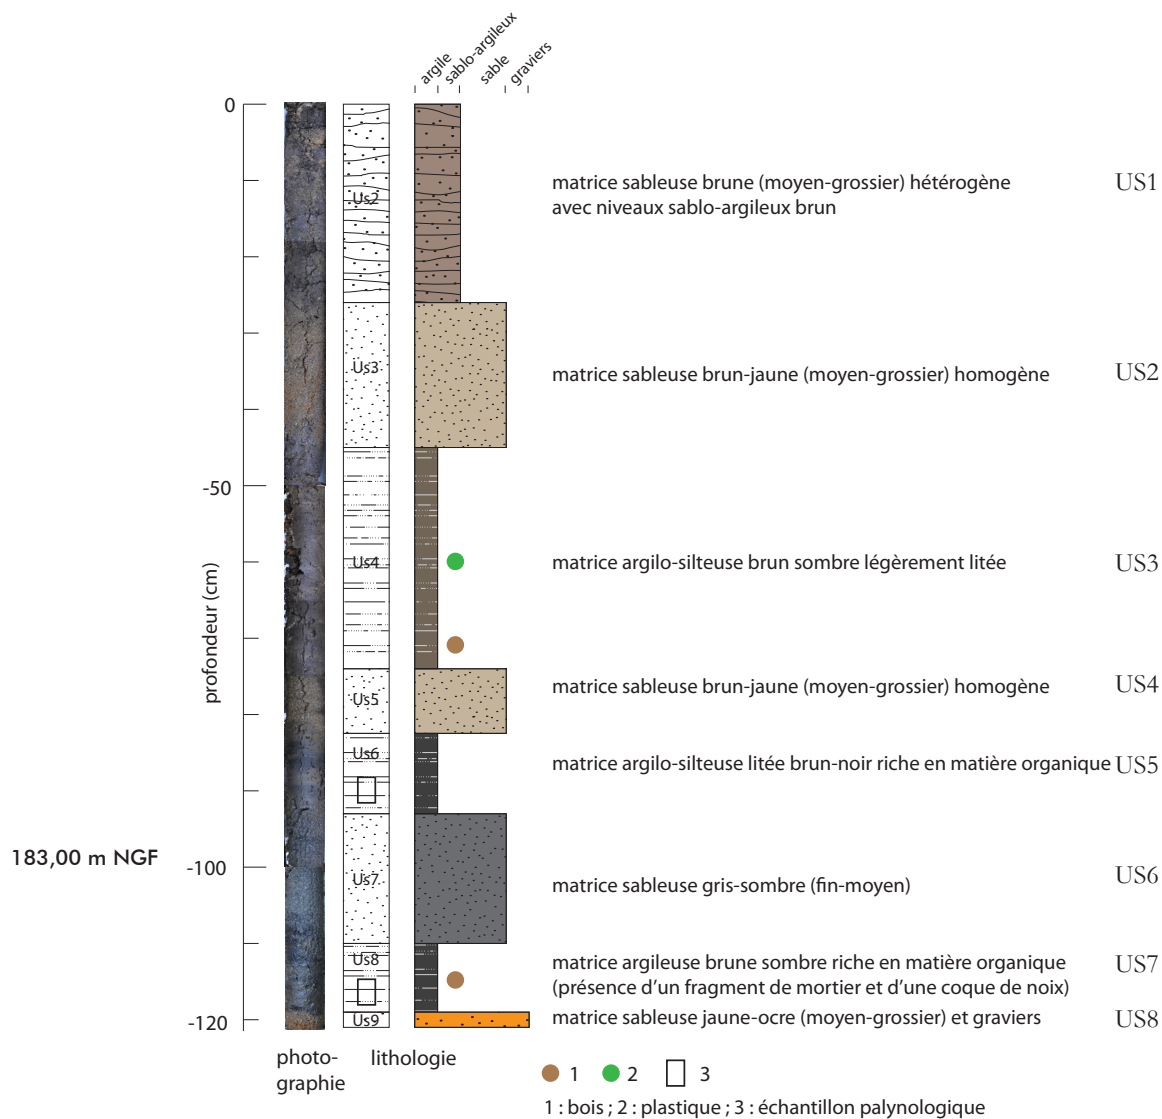 argile
sablo-argileux
sable
graviers
0
-50
-100
-120
profondeur (cm)
183,00 m NGF
Us2
Us3
Us4
Us5
Us6
Us7
Us8
Us9
matrice sableuse brune (moyen-grossier) hétérogène
avec niveaux sablo-argileux brun
US1
matrice sableuse brun-jaune (moyen-grossier) homogène
US2
matrice argilo-silteuse brun sombre légèrement litée
US3
matrice sableuse brun-jaune (moyen-grossier) homogène
US4
matrice argilo-silteuse litée brun-noir riche en matière organique
US5
matrice sableuse gris-sombre (fin-moyen)
US6
matrice argileuse brune sombre riche en matière organique
(présence d'un fragment de mortier et d'une coque de noix)
US7
matrice sableuse jaune-ocre (moyen-grossier) et graviers
US8
photo-
graphie
lithologie
1 2 3
1 : bois ; 2 : plastique ; 3 : échantillon palynologique